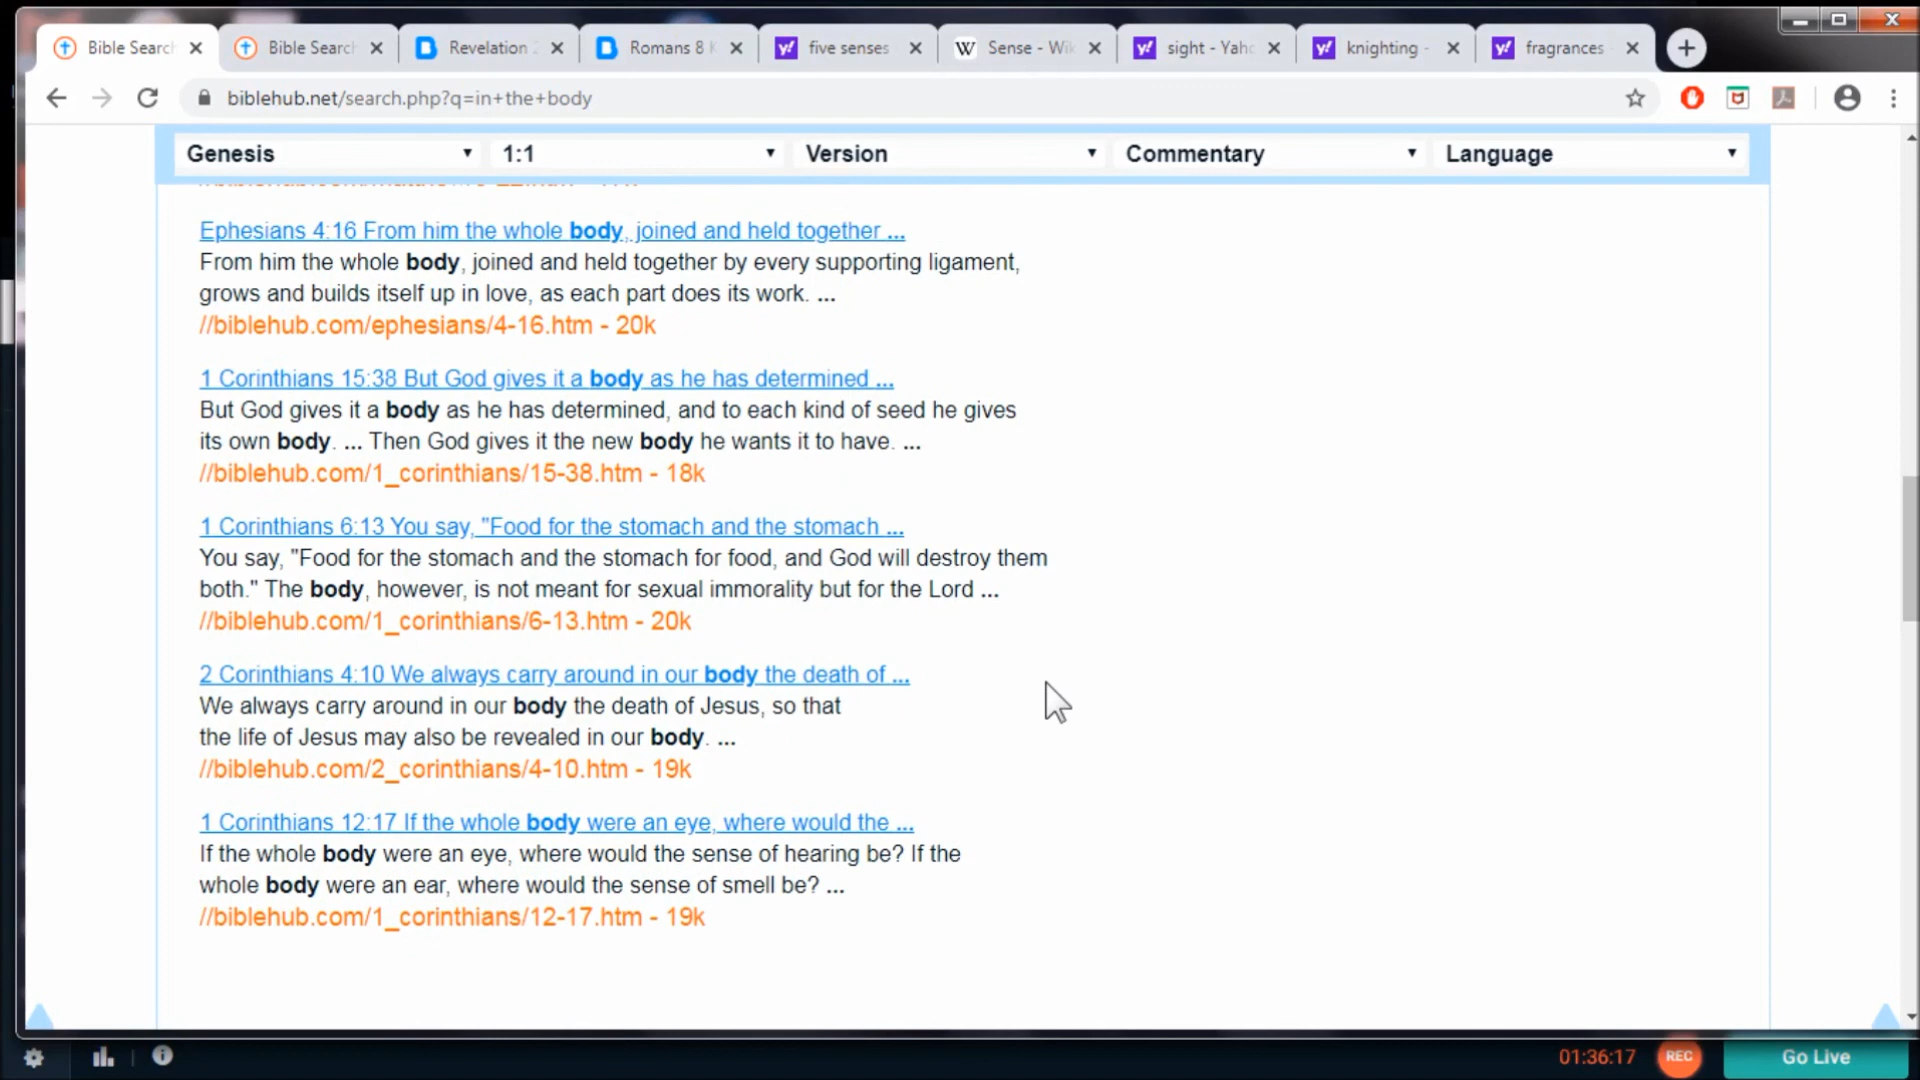 Bible Search
Bible Search
Revelation 2
Romans 8 K
five senses
Sense - Wik
sight - Yaho
knighting -
fragrances
biblehub.net/search.php?q=in+the+body
Genesis 1:1 Version Commentary Language
Ephesians 4:16 From him the whole body, joined and held together ...
From him the whole body, joined and held together by every supporting ligament,
grows and builds itself up in love, as each part does its work. ...
//biblehub.com/ephesians/4-16.htm - 20k
1 Corinthians 15:38 But God gives it a body as he has determined ...
But God gives it a body as he has determined, and to each kind of seed he gives
its own body. ... Then God gives it the new body he wants it to have. ...
//biblehub.com/1_corinthians/15-38.htm - 18k
1 Corinthians 6:13 You say, "Food for the stomach and the stomach ...
You say, "Food for the stomach and the stomach for food, and God will destroy them
both." The body, however, is not meant for sexual immorality but for the Lord ...
//biblehub.com/1_corinthians/6-13.htm - 20k
2 Corinthians 4:10 We always carry around in our body the death of ...
We always carry around in our body the death of Jesus, so that
the life of Jesus may also be revealed in our body. ...
//biblehub.com/2_corinthians/4-10.htm - 19k
1 Corinthians 12:17 If the whole body were an eye, where would the ...
If the whole body were an eye, where would the sense of hearing be? If the
whole body were an ear, where would the sense of smell be? ...
//biblehub.com/1_corinthians/12-17.htm - 19k
01:36:17 REC Go Live